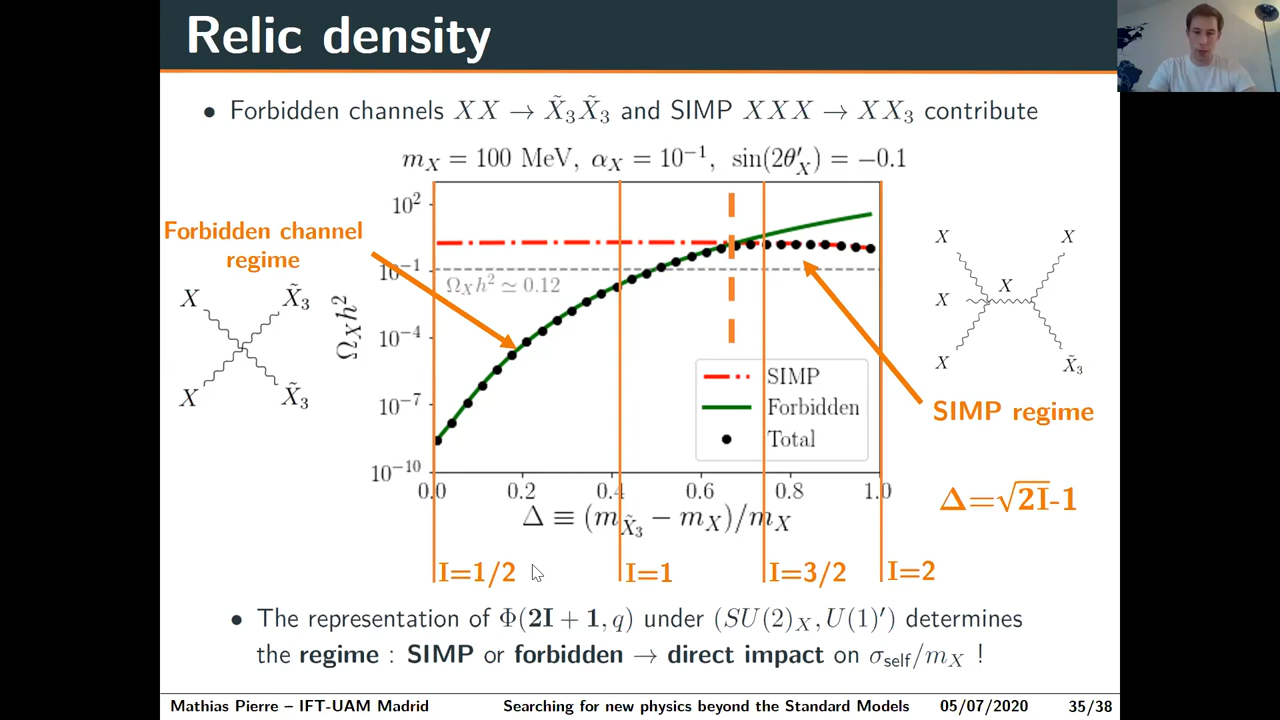 Relic density
• Forbidden channels XX → X̃₃X̃₃ and SIMP XXX → XX₃ contribute
m_X = 100 MeV, α_X = 10⁻¹, sin(2θ′_X) = −0.1
Forbidden channel
regime
X X̃₃
X X̃₃
Ω_X h²
10²
10⁻¹
10⁻⁴
10⁻⁷
10⁻¹⁰
Ω_X h² ≃ 0.12
SIMP
Forbidden
Total
0.0 0.2 0.4 0.6 0.8 1.0
Δ ≡ (m_X̃₃ − m_X)/m_X
X X
X X
X X̃₃
SIMP regime
Δ=√2I-1
I=1/2 I=1 I=3/2 I=2
• The representation of Φ(2I + 1, q) under (SU(2)_X, U(1)′) determines
the regime : SIMP or forbidden → direct impact on σ_self/m_X !
Mathias Pierre – IFT-UAM Madrid Searching for new physics beyond the Standard Models 05/07/2020 35/38